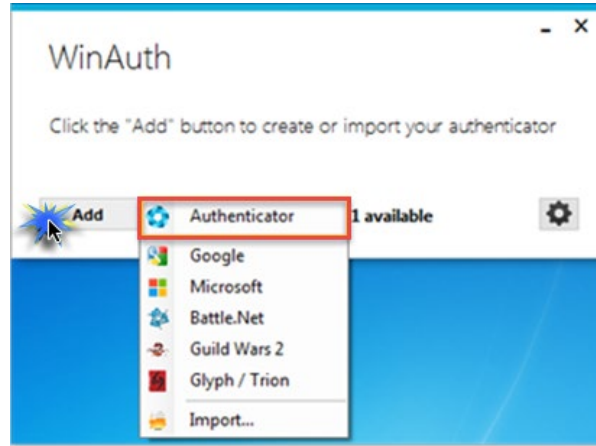 WinAuth
Click the "Add" button to create or import your authenticator
Add
Authenticator
1 available
Google
Microsoft
Battle.Net
Guild Wars 2
Glyph / Trion
Import...